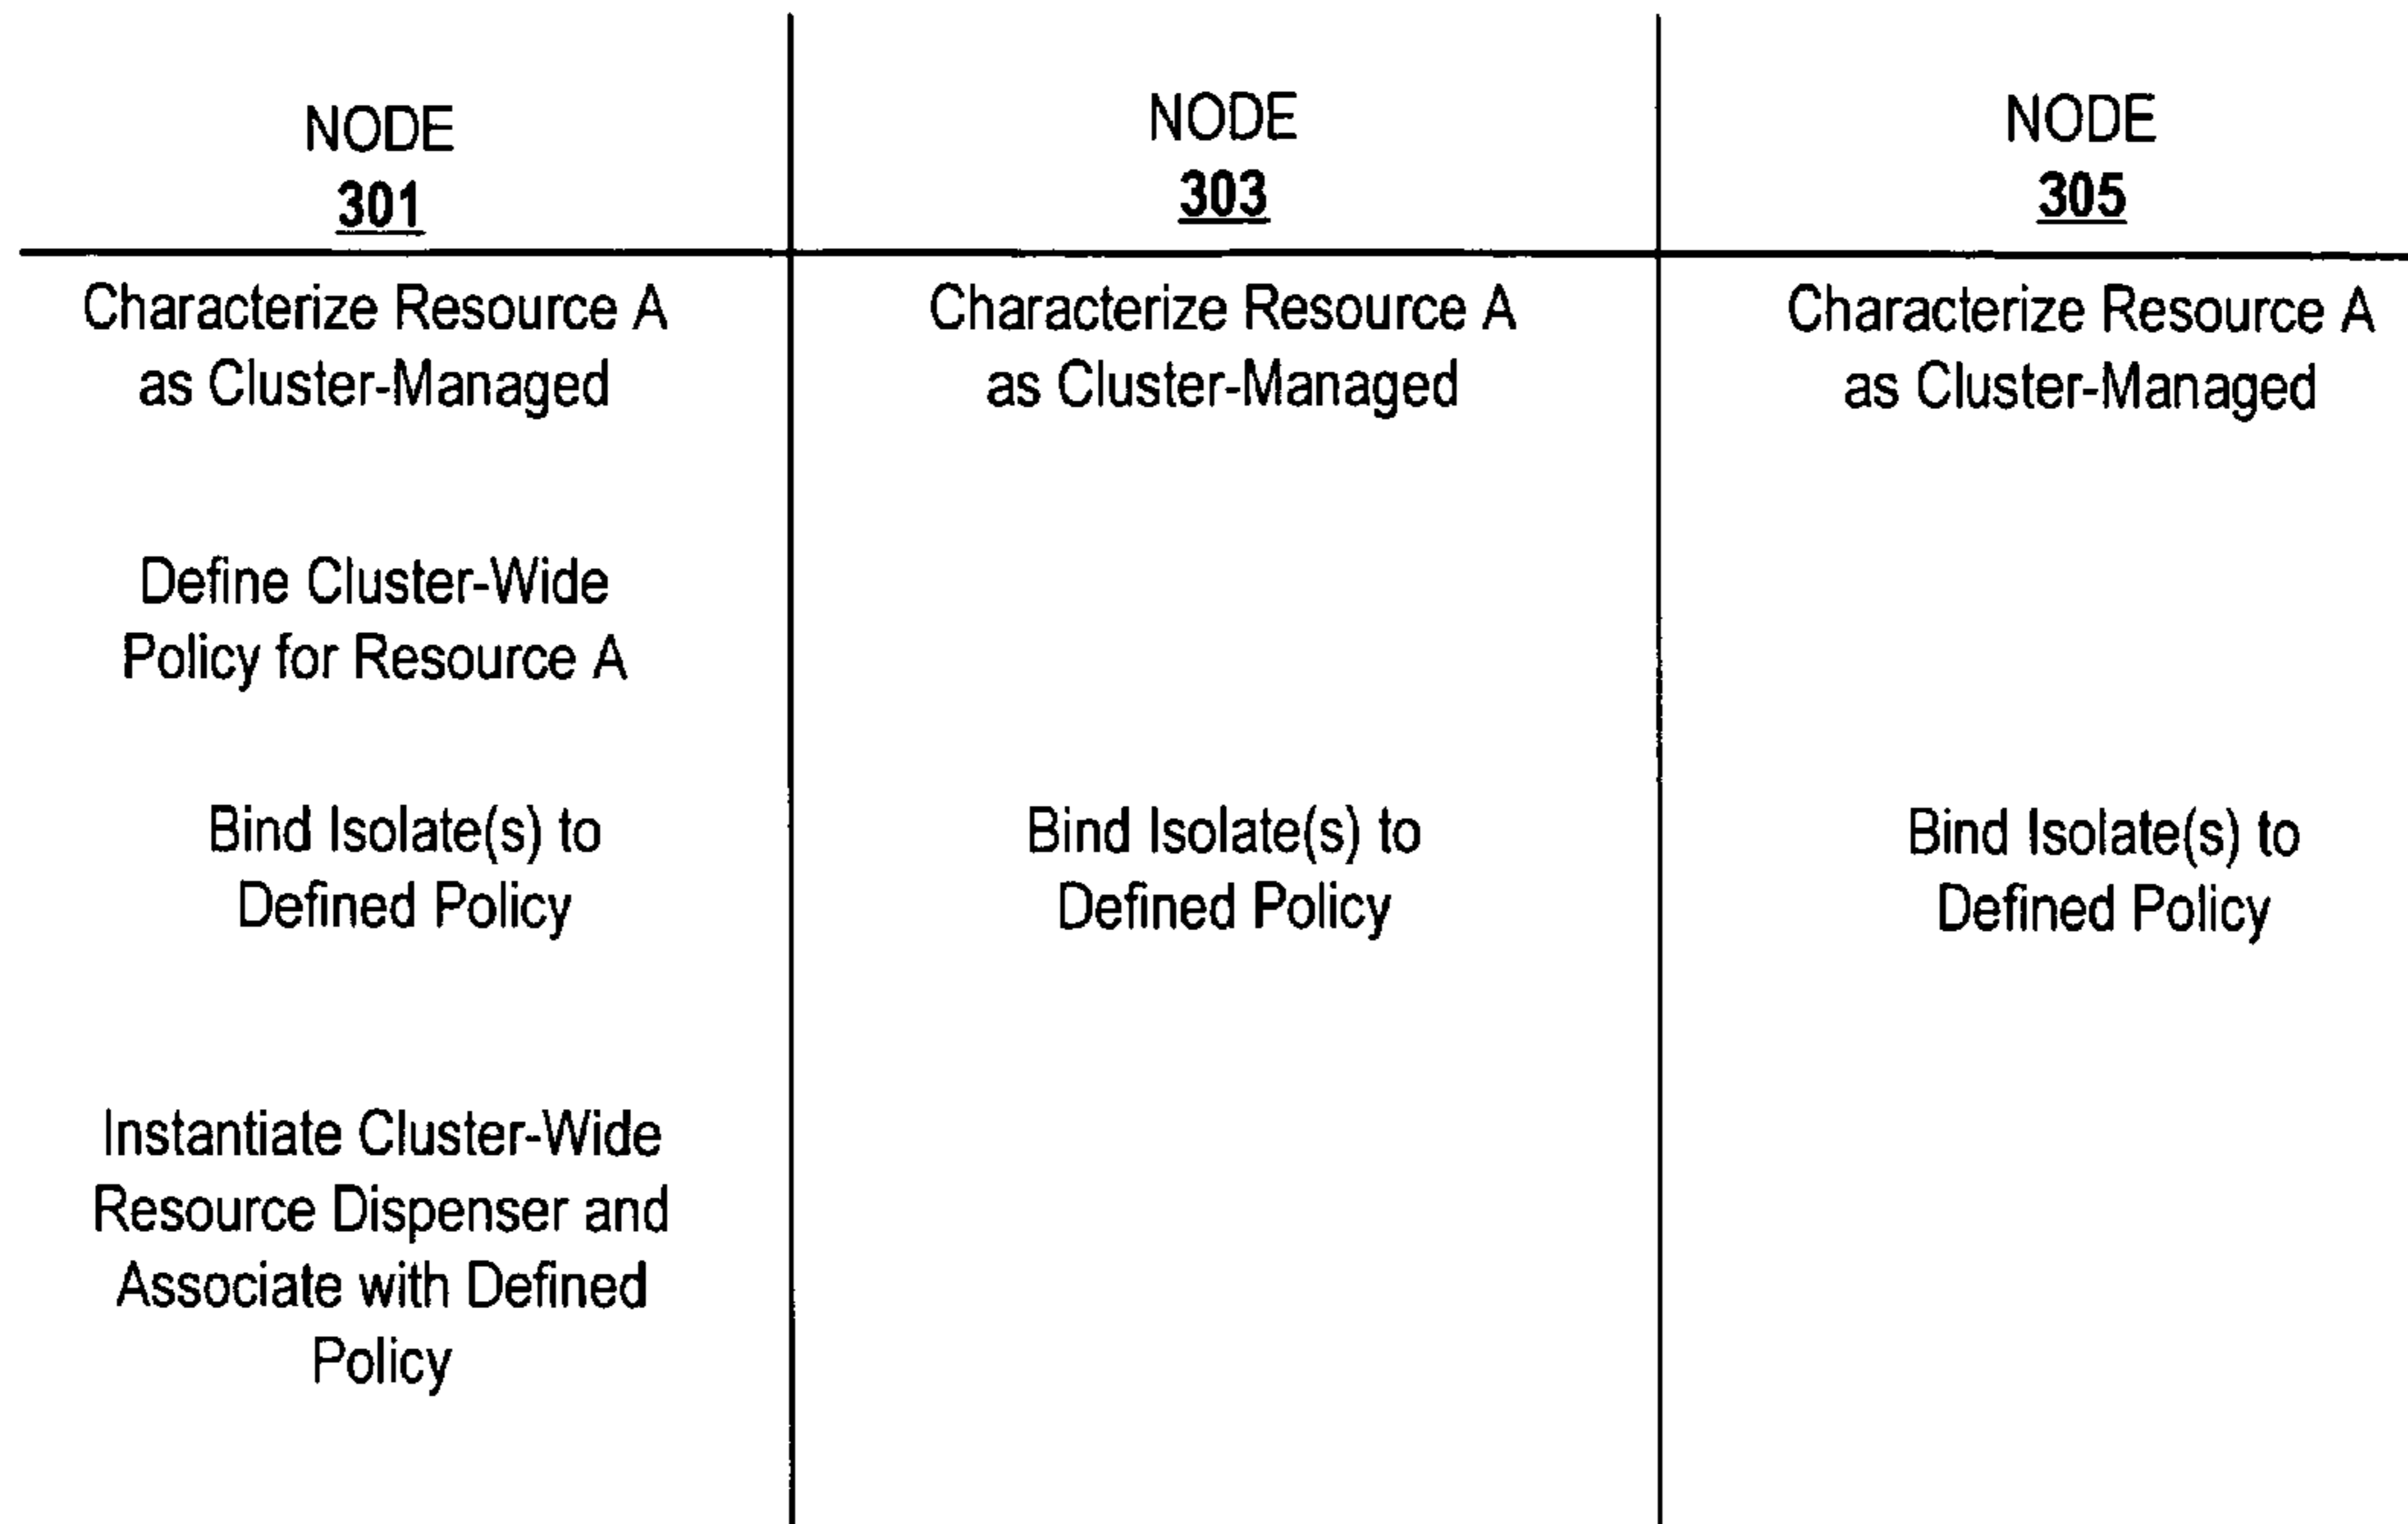 NODE
301
NODE
303
NODE
305
Characterize Resource A
as Cluster-Managed
Characterize Resource A
as Cluster-Managed
Characterize Resource A
as Cluster-Managed
Define Cluster-Wide
Policy for Resource A
Bind Isolate(s) to
Defined Policy
Bind Isolate(s) to
Defined Policy
Bind Isolate(s) to
Defined Policy
Instantiate Cluster-Wide
Resource Dispenser and
Associate with Defined
Policy